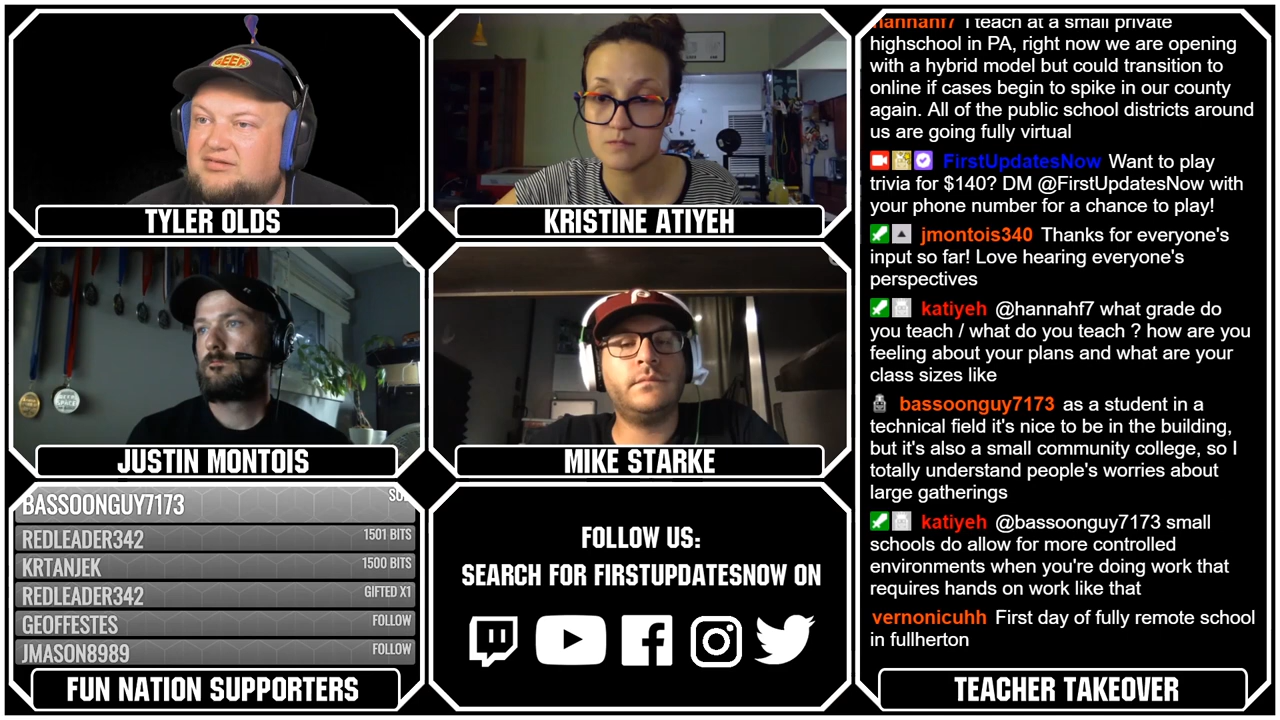 GEEK
TYLER OLDS
KRISTINE ATIYEH
JUSTIN MONTOIS
MIKE STARKE
BASSOONGUY7173
REDLEADER342 1501 BITS
KRTANJEK 1500 BITS
REDLEADER342 GIFTED X1
GEOFFESTES FOLLOW
JMASON8989 FOLLOW
FUN NATION SUPPORTERS
FOLLOW US:
SEARCH FOR FIRSTUPDATESNOW ON
hannahf7 I teach at a small private
highschool in PA, right now we are opening
with a hybrid model but could transition to
online if cases begin to spike in our county
again. All of the public school districts around
us are going fully virtual
FirstUpdatesNow Want to play
trivia for $140? DM @FirstUpdatesNow with
your phone number for a chance to play!
jmontois340 Thanks for everyone's
input so far! Love hearing everyone's
perspectives
katiyeh @hannahf7 what grade do
you teach / what do you teach ? how are you
feeling about your plans and what are your
class sizes like
bassoonguy7173 as a student in a
technical field it's nice to be in the building,
but it's also a small community college, so I
totally understand people's worries about
large gatherings
katiyeh @bassoonguy7173 small
schools do allow for more controlled
environments when you're doing work that
requires hands on work like that
vernonicuhh First day of fully remote school
in fullherton
TEACHER TAKEOVER